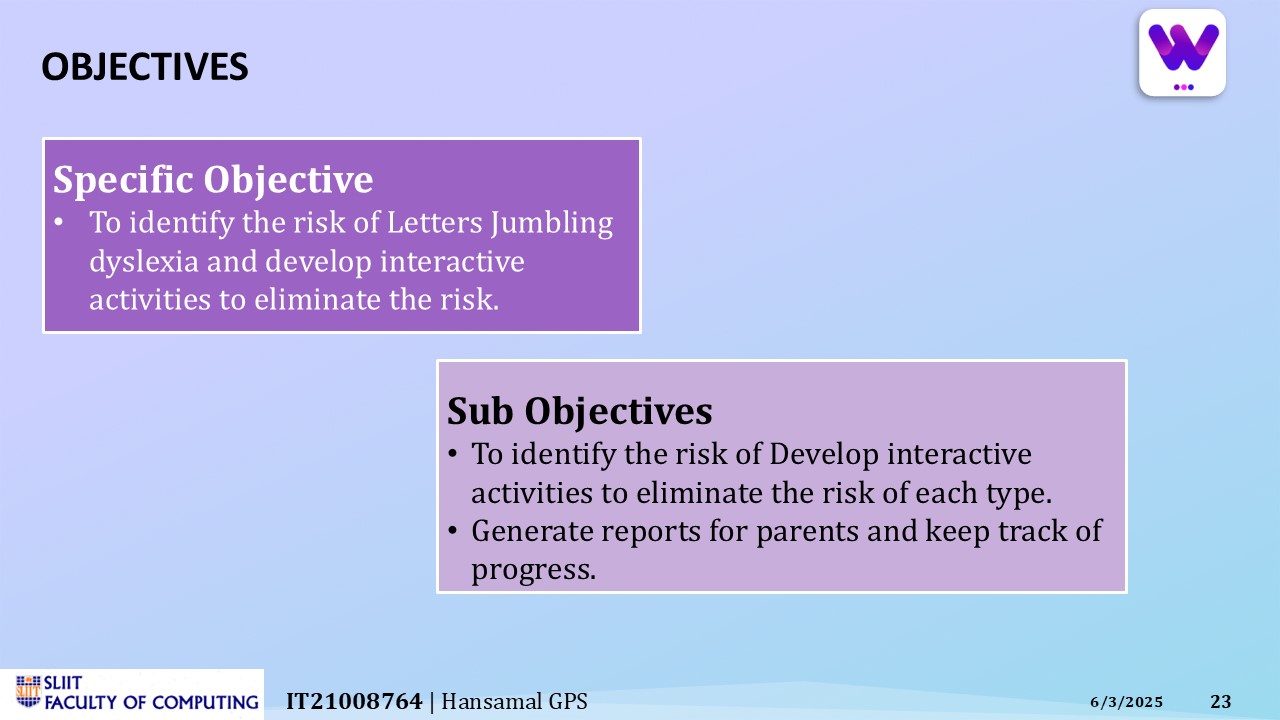 OBJECTIVES
Specific Objective
• To identify the risk of Letters Jumbling
dyslexia and develop interactive
activities to eliminate the risk.
Sub Objectives
• To identify the risk of Develop interactive
activities to eliminate the risk of each type.
• Generate reports for parents and keep track of
progress.
SLIIT
FACULTY OF COMPUTING
IT21008764 | Hansamal GPS
6/3/2025
23